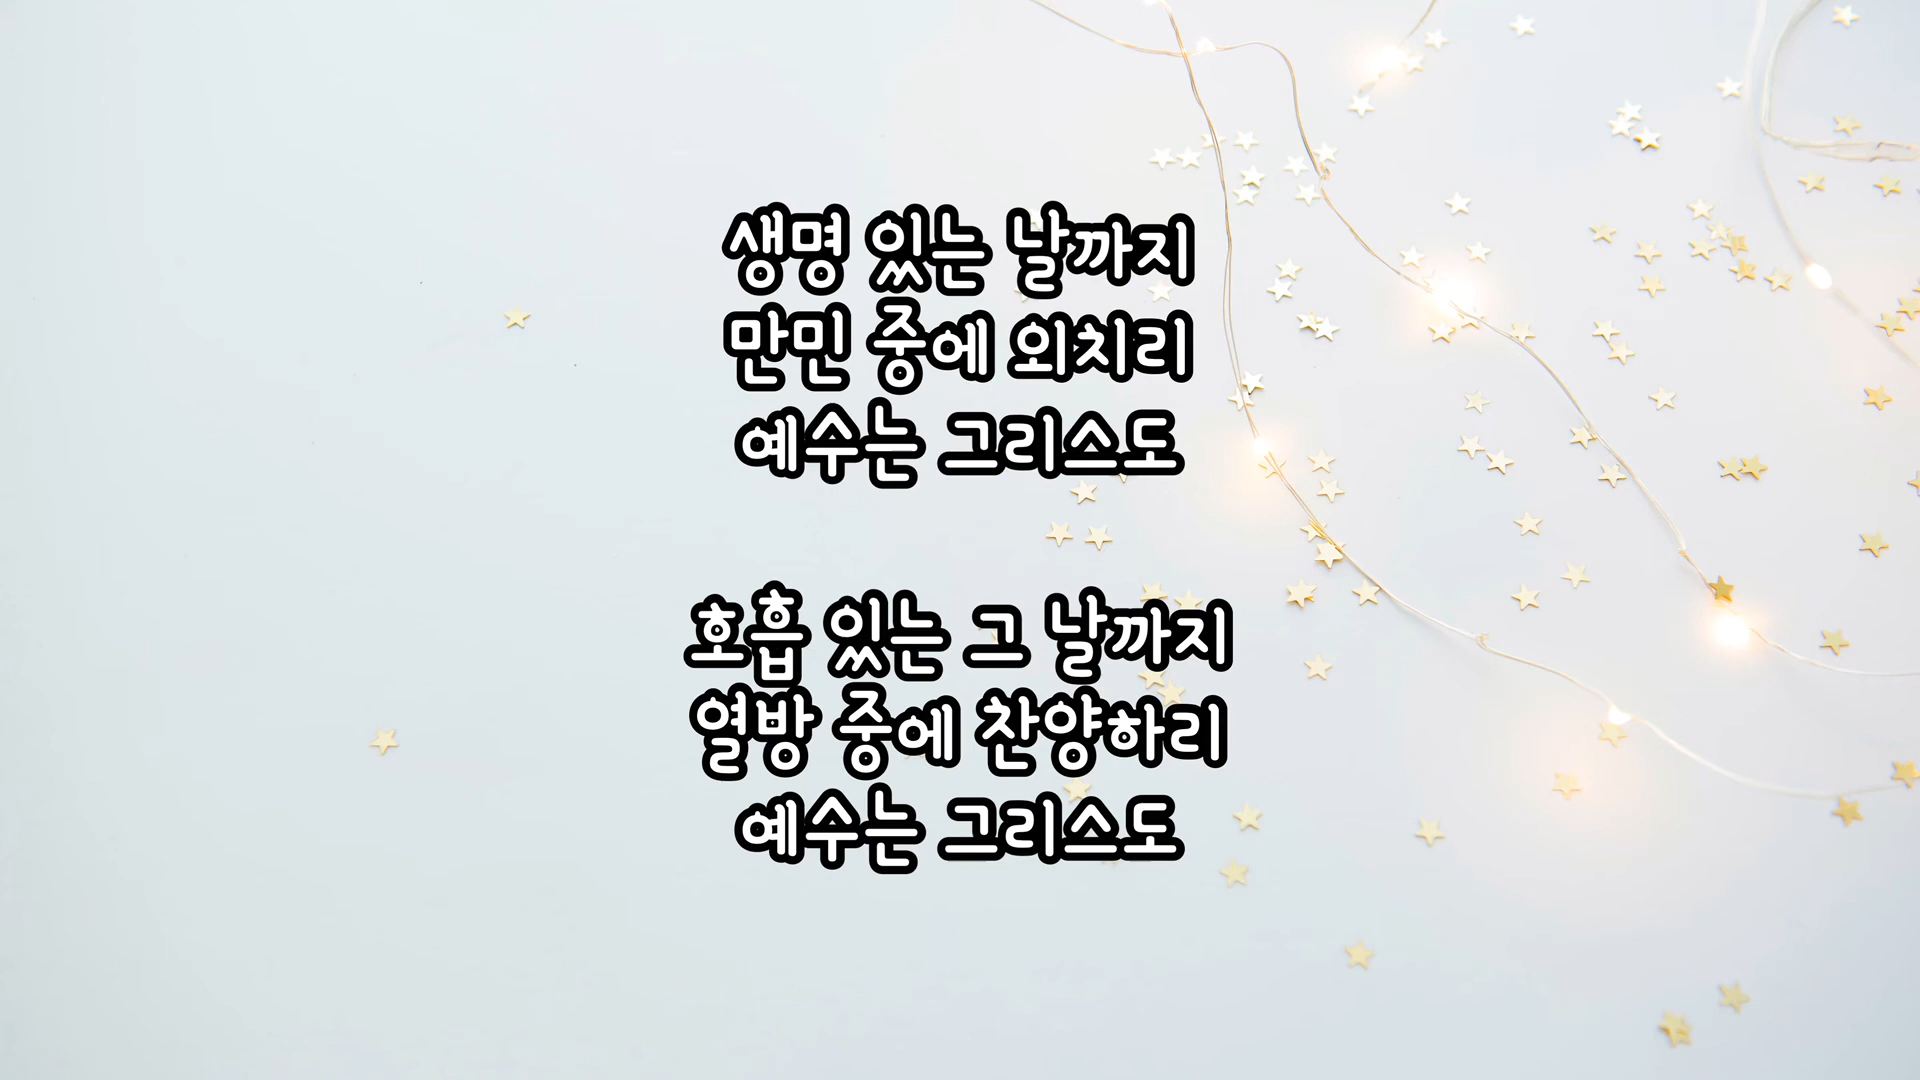 생명 있는 날까지
만민 중에 외치리
예수는 그리스도
호흡 있는 그 날까지
열방 중에 찬양하리
예수는 그리스도